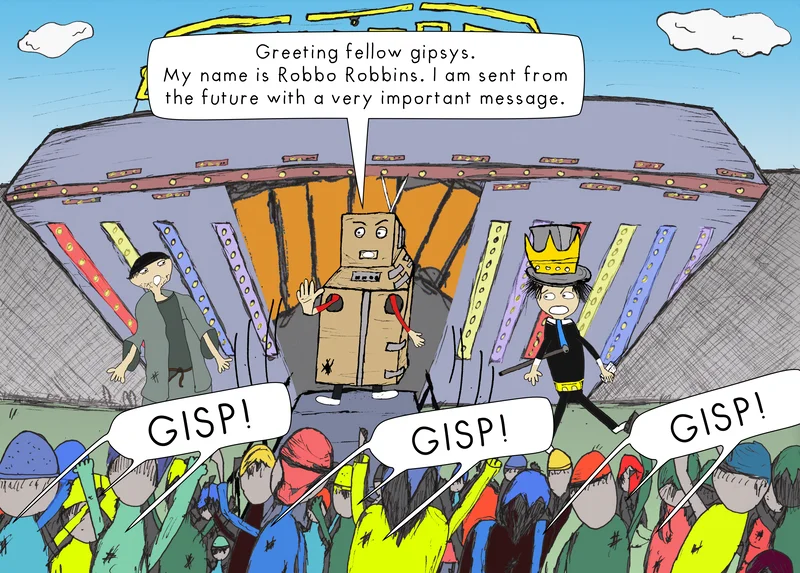 Greeting fellow gipsys.
My name is Robbo Robbins. I am sent from
the future with a very important message.
GISP!
GISP!
GISP!